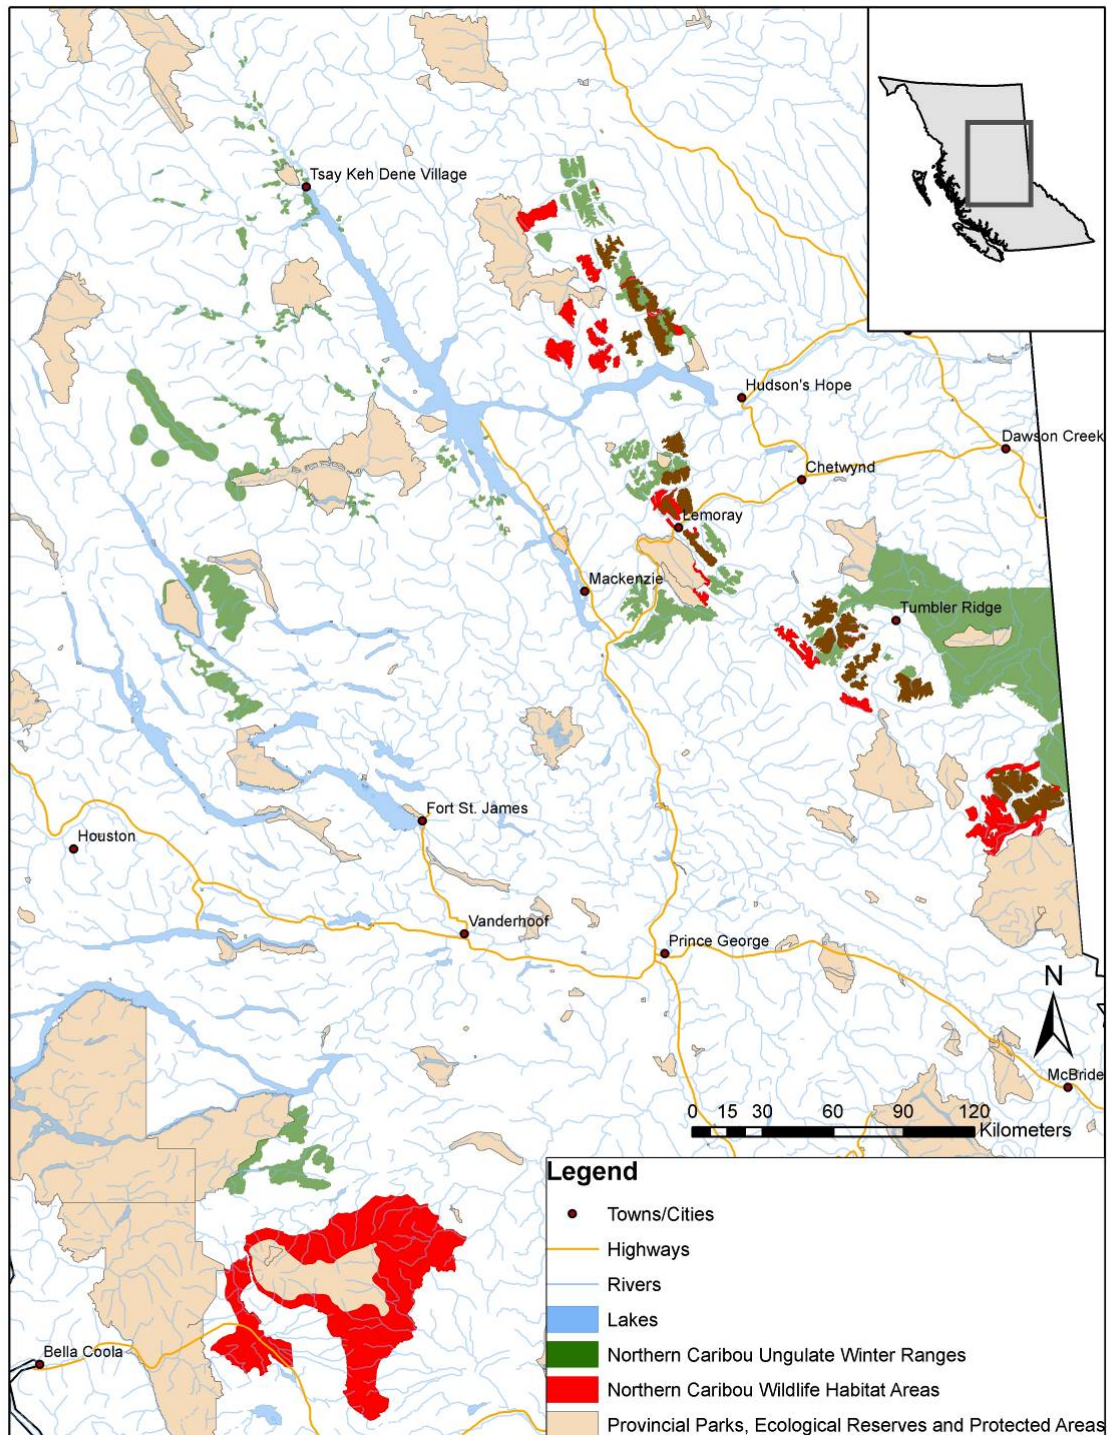 Tsay Keh Dene Village
Hudson's Hope
Dawson Creek
Chetwynd
Lemoray
Mackenzie
Tumbler Ridge
Fort St. James
Houston
Vanderhoof
Prince George
N
McBride
0 15 30 60 90 120
Kilometers
Bella Coola
Legend
Towns/Cities
Highways
Rivers
Lakes
Northern Caribou Ungulate Winter Ranges
Northern Caribou Wildlife Habitat Areas
Provincial Parks, Ecological Reserves and Protected Areas